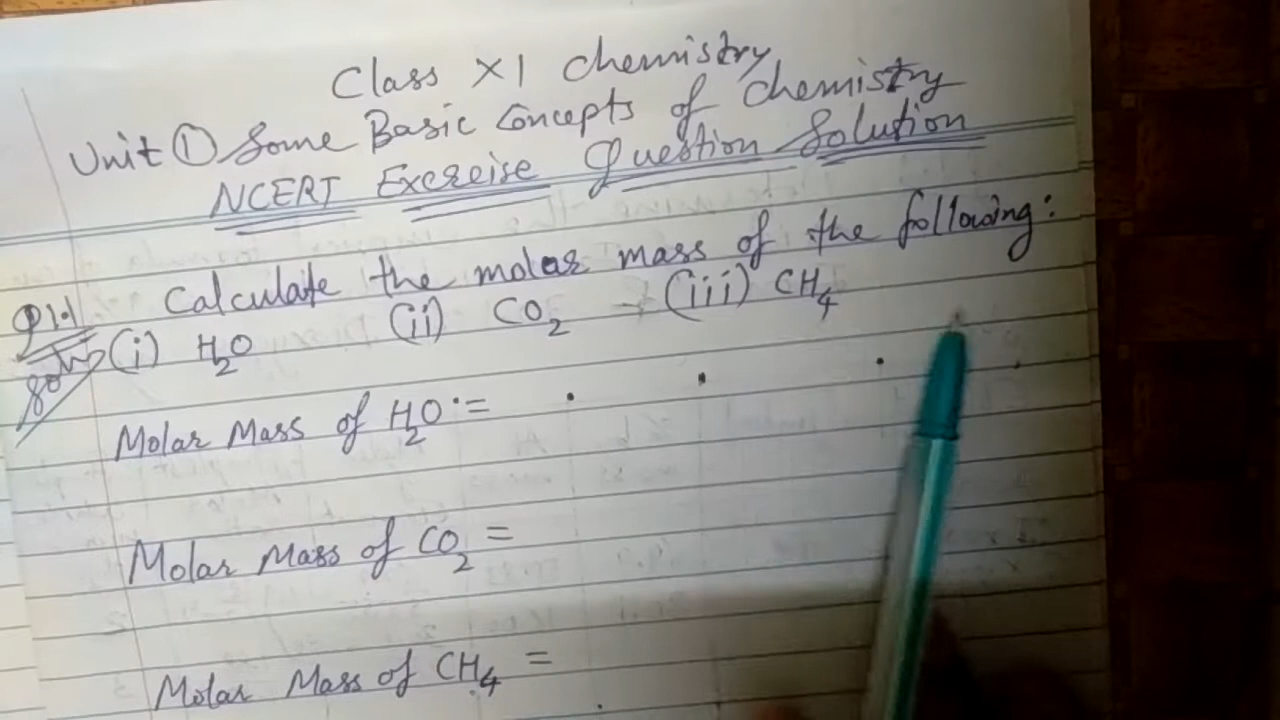 Class XI Chemistry
Unit ① Some Basic Concepts of Chemistry
NCERT Exercise Question Solution
Q1.1 Calculate the molar mass of the following:
Soln (i) H₂O (ii) CO₂ (iii) CH₄
Molar Mass of H₂O =
Molar Mass of CO₂ =
Molar Mass of CH₄ =